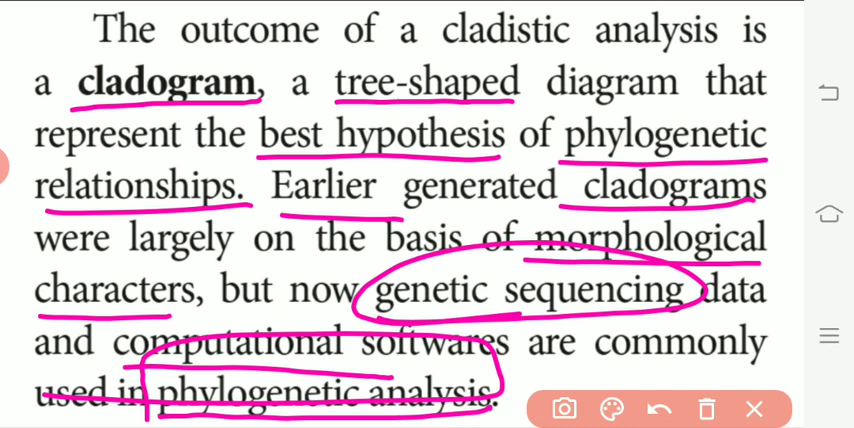 The outcome of a cladistic analysis is
a cladogram, a tree-shaped diagram that
represent the best hypothesis of phylogenetic
relationships. Earlier generated cladograms
were largely on the basis of morphological
characters, but now genetic sequencing data
and computational softwares are commonly
used in phylogenetic analysis.